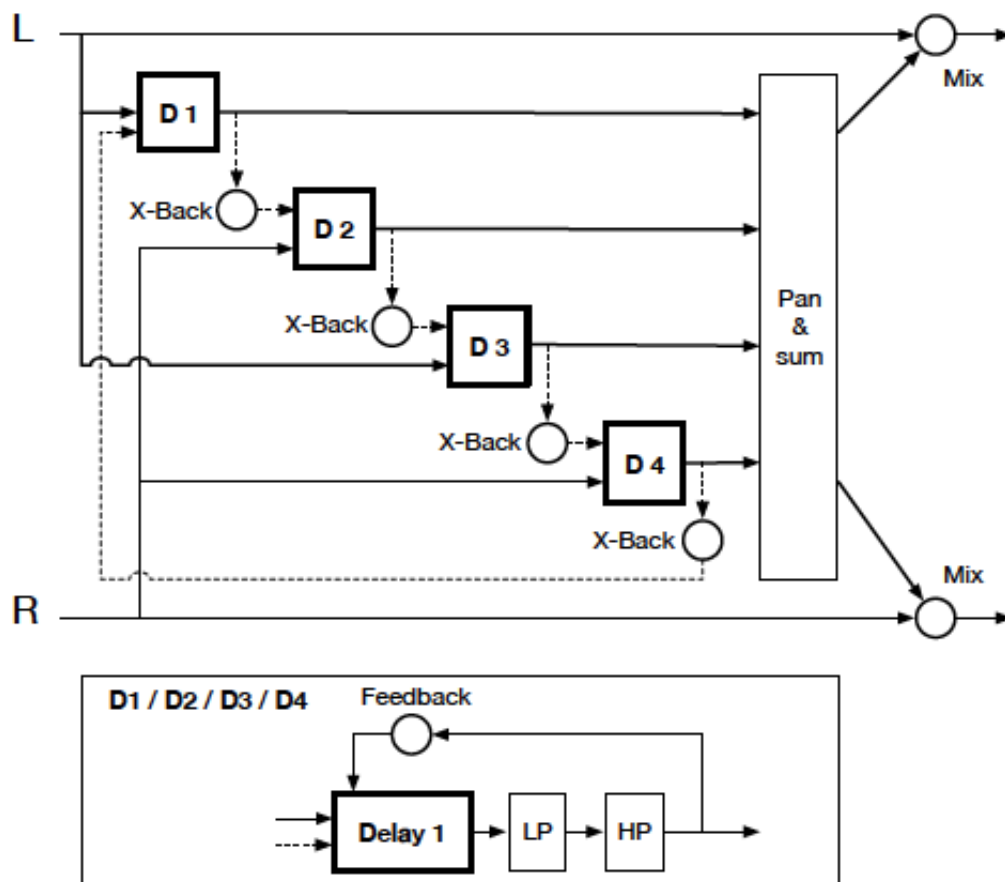 L
Mix
D 1
X-Back
D 2
X-Back
D 3
Pan
&
sum
X-Back
D 4
X-Back
Mix
R
D1 / D2 / D3 / D4
Feedback
Delay 1
LP
HP